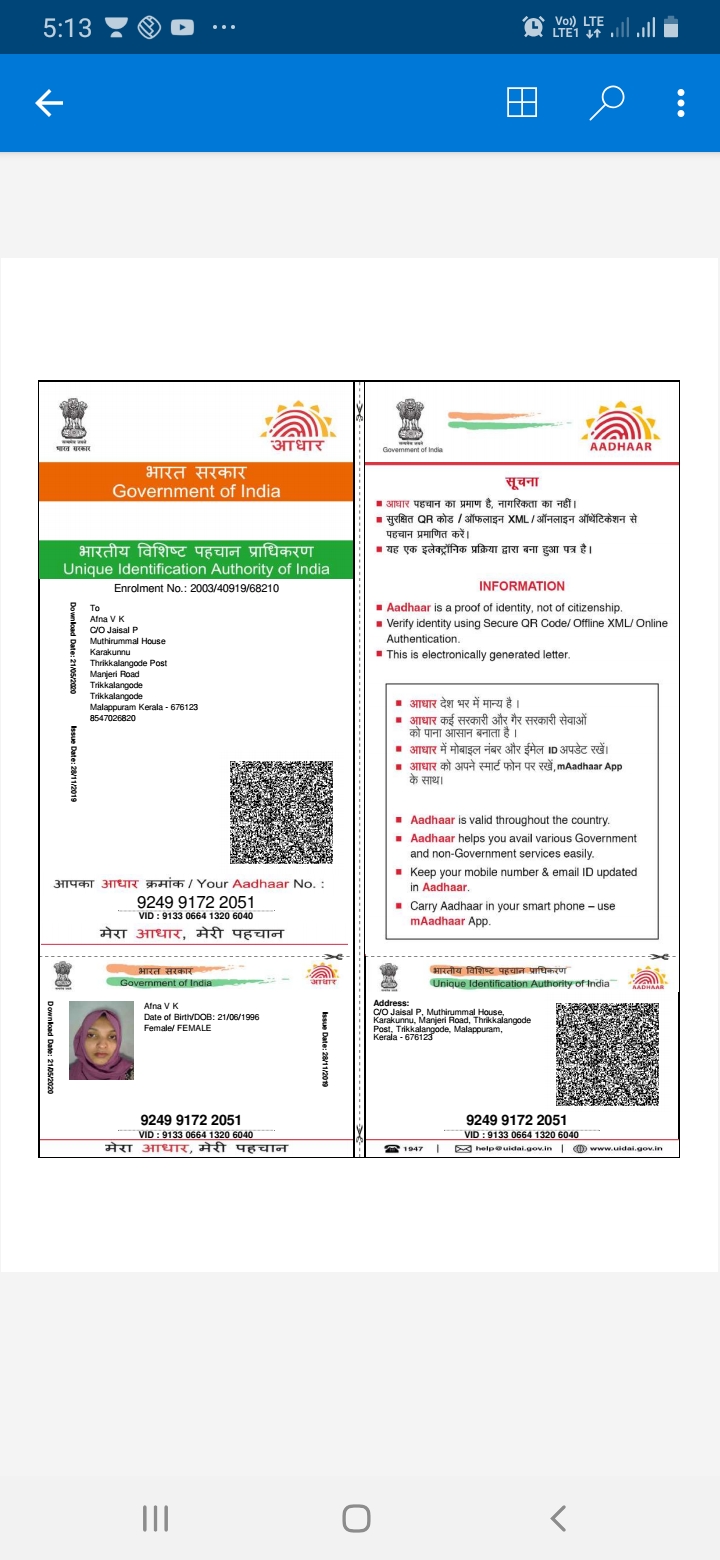 5:13
Vo) LTE
LTE1
सत्यमेव जयते
भारत सरकार
आधार
भारत सरकार
Government of India
भारतीय विशिष्ट पहचान प्राधिकरण
Unique Identification Authority of India
Enrolment No.: 2003/40919/68210
Download Date: 21/05/2020
Issue Date: 28/11/2019
To
Afna V K
C/O Jaisal P
Muthirummal House
Karakunnu
Thrikkalangode Post
Manjeri Road
Trikkalangode
Trikkalangode
Malappuram Kerala - 676123
8547026820
आपका आधार क्रमांक / Your Aadhaar No. :
9249 9172 2051
VID : 9133 0664 1320 6040
मेरा आधार, मेरी पहचान
Government of India
AADHAAR
सूचना
आधार पहचान का प्रमाण है, नागरिकता का नहीं।
सुरक्षित QR कोड / ऑफलाइन XML / ऑनलाइन ऑथेंटिकेशन से
पहचान प्रमाणित करें।
यह एक इलेक्ट्रॉनिक प्रक्रिया द्वारा बना हुआ पत्र है।
INFORMATION
Aadhaar is a proof of identity, not of citizenship.
Verify identity using Secure QR Code/ Offline XML/ Online
Authentication.
This is electronically generated letter.
आधार देश भर में मान्य है ।
आधार कई सरकारी और गैर सरकारी सेवाओं
को पाना आसान बनाता है ।
आधार में मोबाइल नंबर और ईमेल ID अपडेट रखें।
आधार को अपने स्मार्ट फोन पर रखें, mAadhaar App
के साथ।
Aadhaar is valid throughout the country.
Aadhaar helps you avail various Government
and non-Government services easily.
Keep your mobile number & email ID updated
in Aadhaar.
Carry Aadhaar in your smart phone – use
mAadhaar App.
भारत सरकार
Government of India
आधार
Download Date: 21/05/2020
Afna V K
Date of Birth/DOB: 21/06/1996
Female/ FEMALE
Issue Date: 28/11/2019
9249 9172 2051
VID : 9133 0664 1320 6040
मेरा आधार, मेरी पहचान
भारतीय विशिष्ट पहचान प्राधिकरण
Unique Identification Authority of India
AADHAAR
Address:
C/O Jaisal P, Muthirummal House,
Karakunnu, Manjeri Road, Thrikkalangode
Post, Trikkalangode, Malappuram,
Kerala - 676123
9249 9172 2051
VID : 9133 0664 1320 6040
1947 | help@uidai.gov.in | www.uidai.gov.in